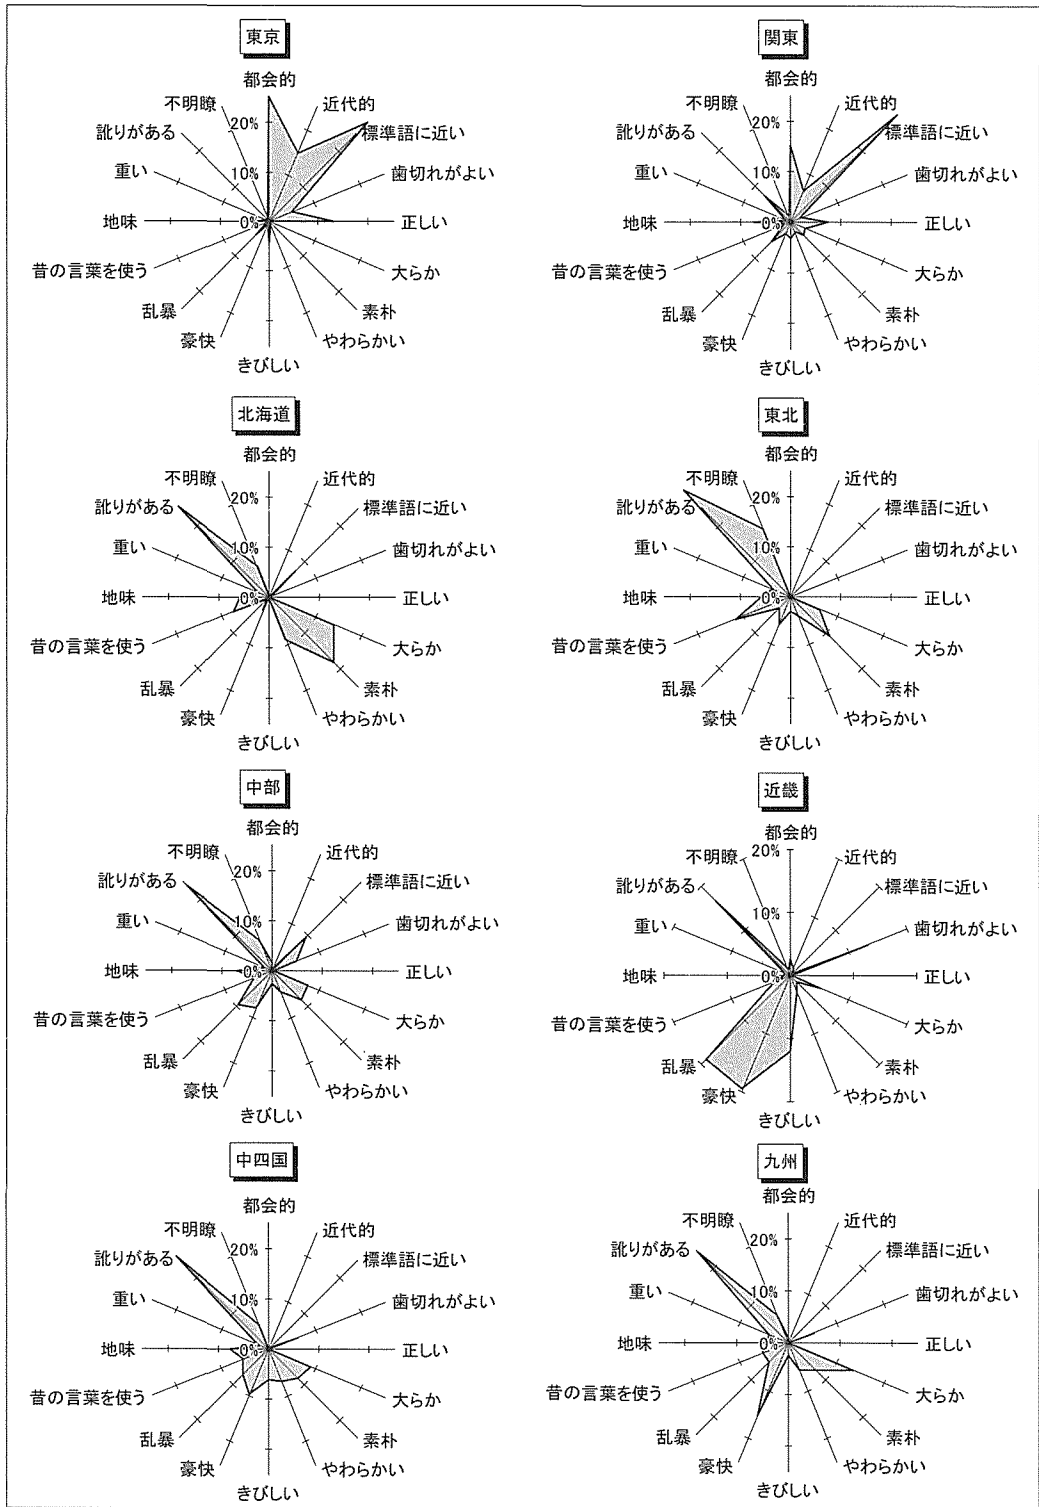 東京
都会的
近代的
標準語に近い
歯切れがよい
正しい
大らか
素朴
やわらかい
きびしい
豪快
乱暴
昔の言葉を使う
地味
重い
訛りがある
不明瞭
20%
10%
0%
関東
都会的
近代的
標準語に近い
歯切れがよい
正しい
大らか
素朴
やわらかい
きびしい
豪快
乱暴
昔の言葉を使う
地味
重い
訛りがある
不明瞭
20%
10%
0%
北海道
都会的
近代的
標準語に近い
歯切れがよい
正しい
大らか
素朴
やわらかい
きびしい
豪快
乱暴
昔の言葉を使う
地味
重い
訛りがある
不明瞭
20%
10%
0%
東北
都会的
近代的
標準語に近い
歯切れがよい
正しい
大らか
素朴
やわらかい
きびしい
豪快
乱暴
昔の言葉を使う
地味
重い
訛りがある
不明瞭
20%
10%
0%
中部
都会的
近代的
標準語に近い
歯切れがよい
正しい
大らか
素朴
やわらかい
きびしい
豪快
乱暴
昔の言葉を使う
地味
重い
訛りがある
不明瞭
20%
10%
0%
近畿
都会的
近代的
標準語に近い
歯切れがよい
正しい
大らか
素朴
やわらかい
きびしい
豪快
乱暴
昔の言葉を使う
地味
重い
訛りがある
不明瞭
20%
10%
0%
中四国
都会的
近代的
標準語に近い
歯切れがよい
正しい
大らか
素朴
やわらかい
きびしい
豪快
乱暴
昔の言葉を使う
地味
重い
訛りがある
不明瞭
20%
10%
0%
九州
都会的
近代的
標準語に近い
歯切れがよい
正しい
大らか
素朴
やわらかい
きびしい
豪快
乱暴
昔の言葉を使う
地味
重い
訛りがある
不明瞭
20%
10%
0%